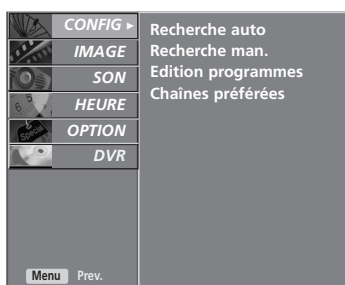 CONFIG ►
IMAGE
SON
HEURE
OPTION
DVR
Menu Prev.
Recherche auto
Recherche man.
Edition programmes
Chaînes préférées